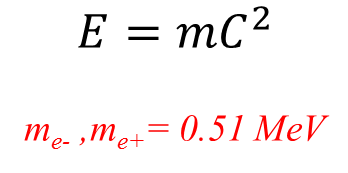 E = mC²
mₑ₋ ,mₑ₊= 0.51 MeV